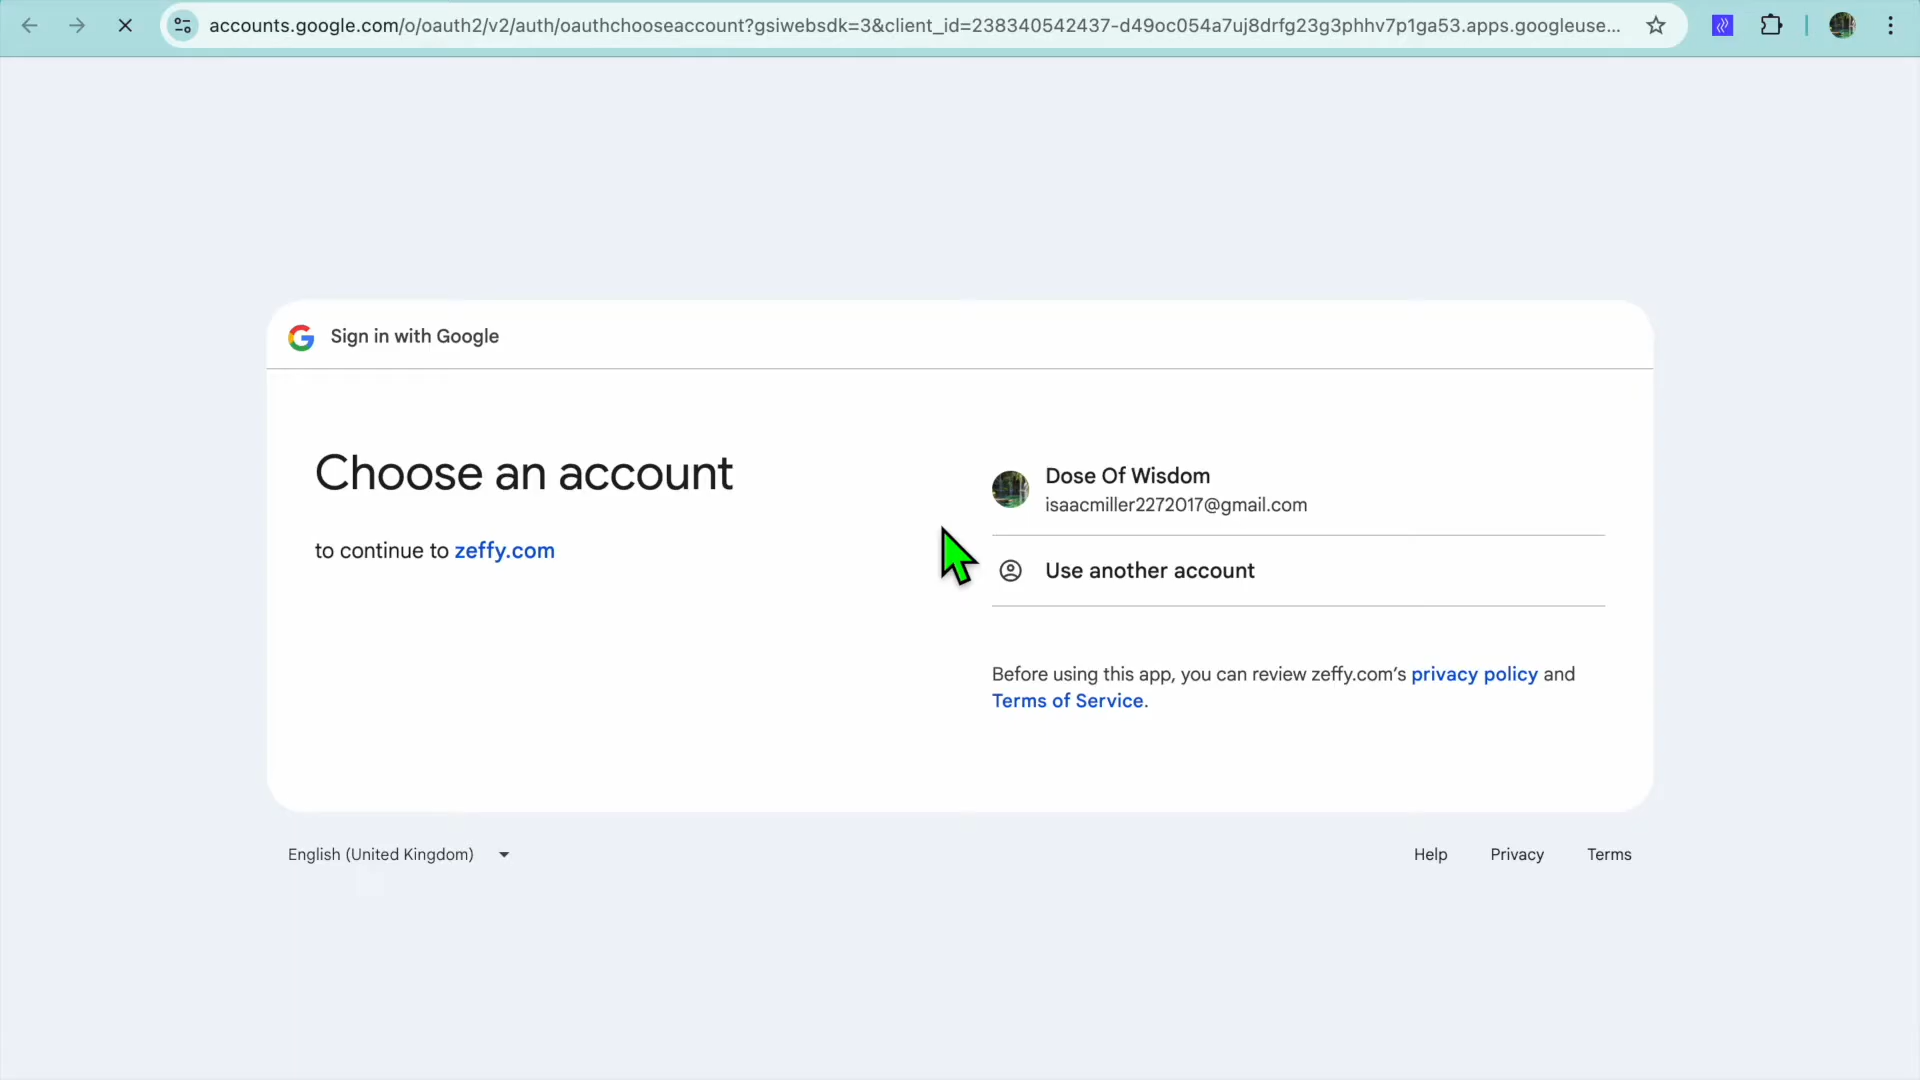 accounts.google.com/o/oauth2/v2/auth/oauthchooseaccount?gsiwebsdk=3&client_id=238340542437-d49oc054a7uj8drfg23g3phhv7p1ga53.apps.googleuse...
Sign in with Google
Choose an account
to continue to zeffy.com
Dose Of Wisdom
isaacmiller2272017@gmail.com
Use another account
Before using this app, you can review zeffy.com’s privacy policy and
Terms of Service.
English (United Kingdom)
Help Privacy Terms